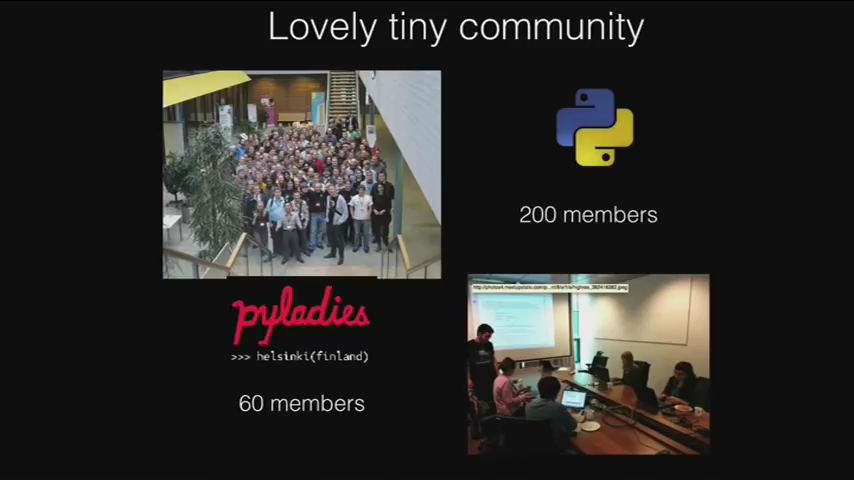 Lovely tiny community
200 members
pyladies
>>> helsinki(finland)
60 members